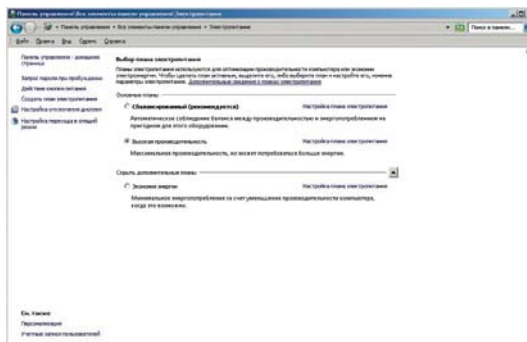 Панель управления\Все элементы панели управления\Электропитание
Панель управления Все элементы панели управления Электропитание
Поиск в панели...
Файл Правка Вид Сервис Справка
Панель управления - домашняя страница
Запрос пароля при пробуждении
Действие кнопки питания
Создать план электропитания
Настройка отключения дисплея
Настройка перехода в спящий режим
Выбор плана электропитания
Планы электропитания используются для оптимизации производительности компьютера или экономии
электроэнергии. Чтобы сделать план активным, выделите его, либо выберите план и настройте его, изменив
параметры электропитания. Дополнительные сведения о планах электропитания
Основные планы
Сбалансированный (рекомендуется) Настройка плана электропитания
Автоматическое соблюдение баланса между производительностью и энергопотреблением на
пригодном для этого оборудовании.
Высокая производительность Настройка плана электропитания
Максимальная производительность, но может потребоваться больше энергии.
Скрыть дополнительные планы
Экономия энергии Настройка плана электропитания
Минимальное энергопотребление за счет уменьшения производительности компьютера,
когда это возможно.
См. также
Персонализация
Учетные записи пользователей